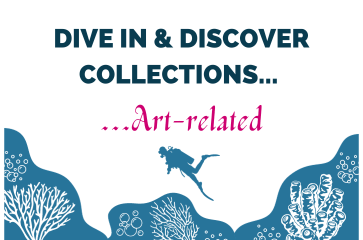 DIVE IN & DISCOVER
COLLECTIONS...
...Art-related